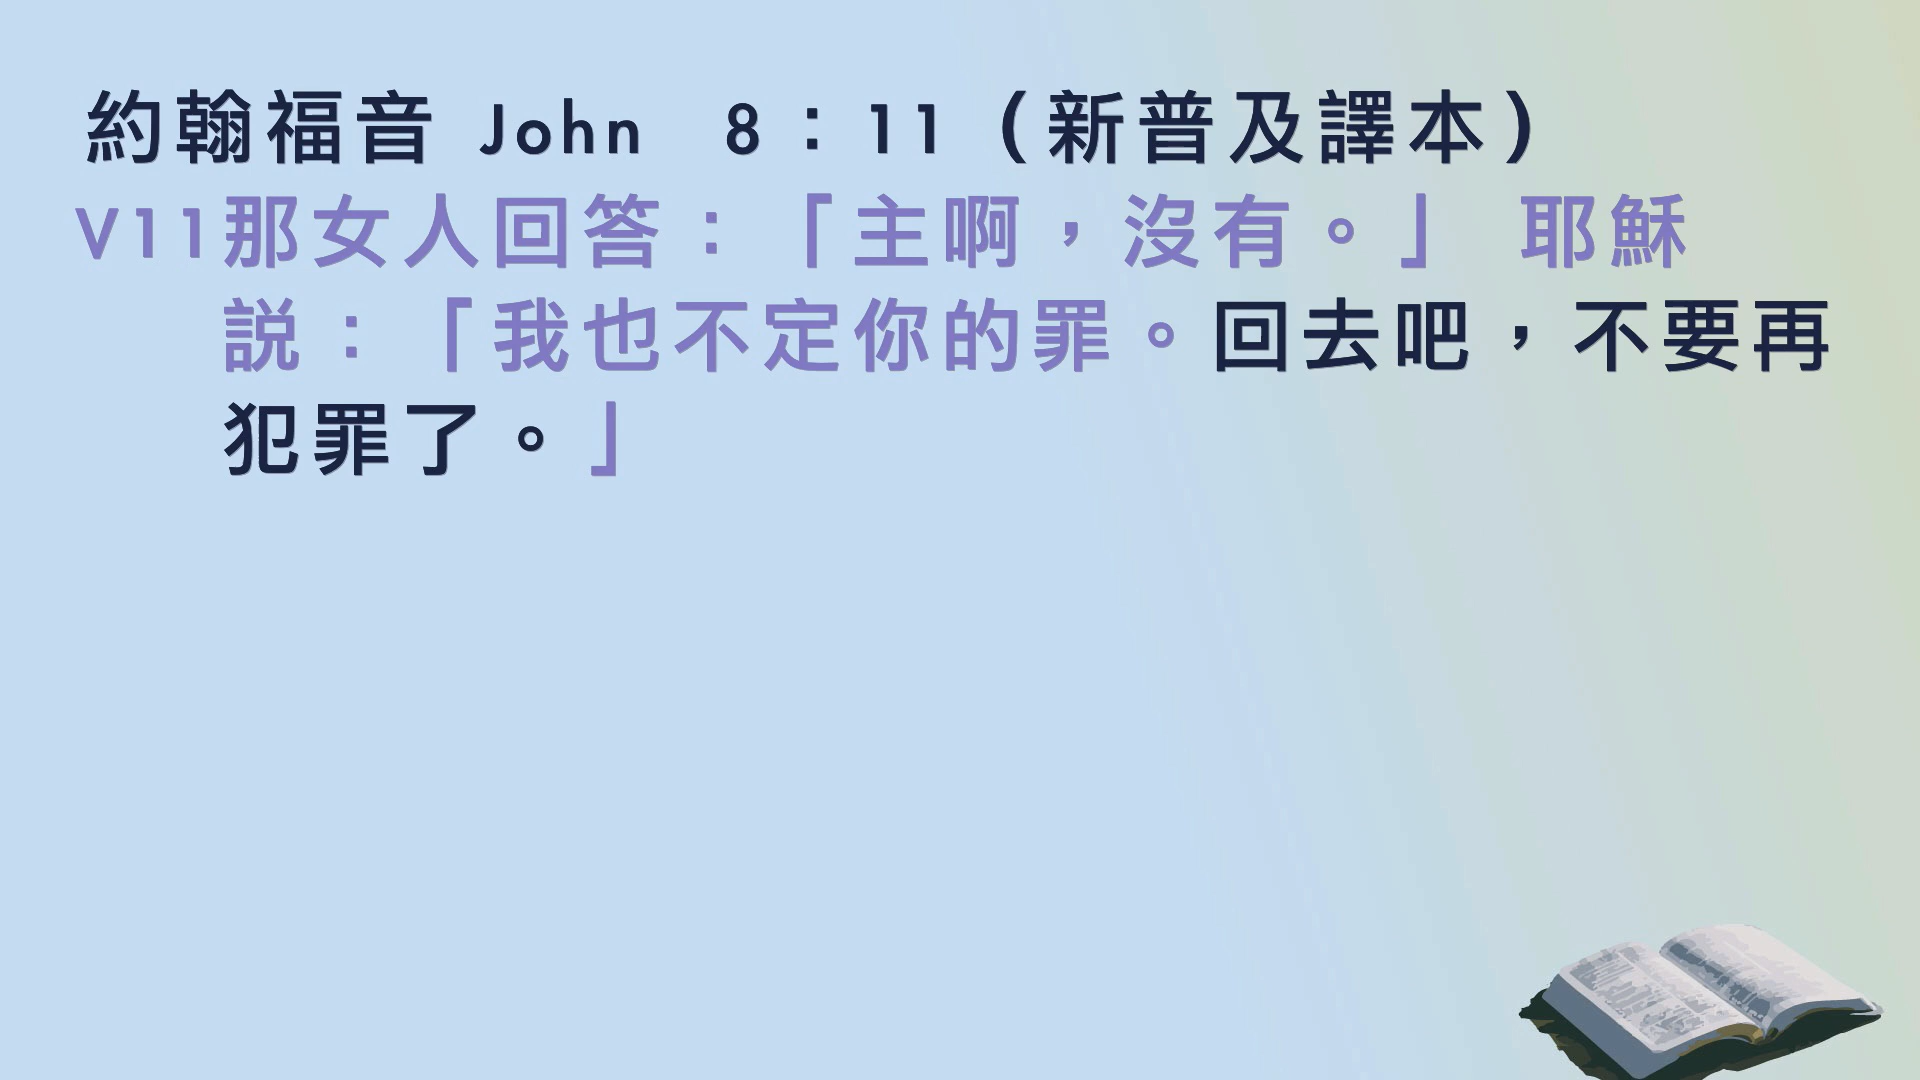 約翰福音 John 8：11（新普及譯本）
V11那女人回答：「主啊，沒有。」 耶穌
説：「我也不定你的罪。回去吧，不要再
犯罪了。」